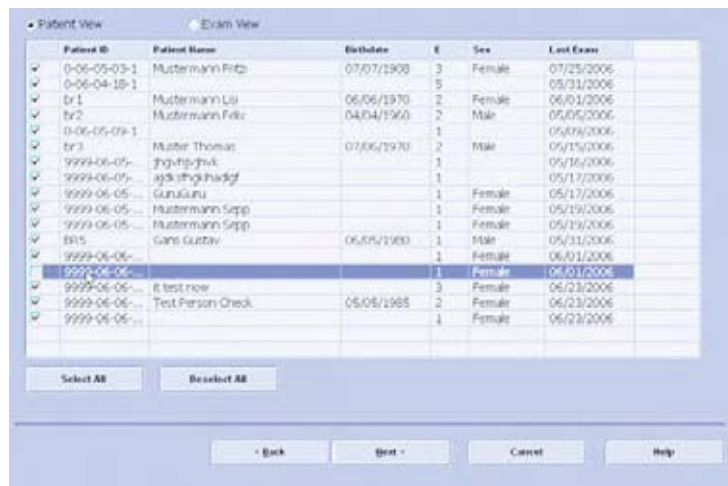 Patient View Exam View
Patient ID Patient Name Birthdate E Sex Last Exam
0-06-05-03-1 Mustermann Fritz 07/07/1908 3 Female 07/25/2006
0-06-04-18-1 5 05/31/2006
br1 Mustermann Lisi 06/06/1970 2 Female 06/01/2006
br2 Mustermann Felix 04/04/1960 2 Male 05/05/2006
0-06-05-09-1 1 05/09/2006
br3 Muster Thomas 07/06/1970 2 Male 05/15/2006
9999-06-05-... 1 05/16/2006
9999-06-05-... 1 05/17/2006
9999-06-05-... GuruGuru 1 Female 05/17/2006
9999-06-05-... Mustermann Sepp 1 Female 05/19/2006
9999-06-05-... Mustermann Sepp 1 Female 05/19/2006
BR5 Gans Gustav 06/05/1980 1 Male 05/31/2006
9999-06-06-... 1 Female 06/01/2006
9999-06-06-... 1 Female 06/01/2006
9999-06-06-... it test now 3 Female 06/23/2006
9999-06-06-... Test Person Check 05/05/1985 2 Female 06/23/2006
9999-06-06-... 1 Female 06/23/2006
Select All Deselect All
‹ Back Next › Cancel Help